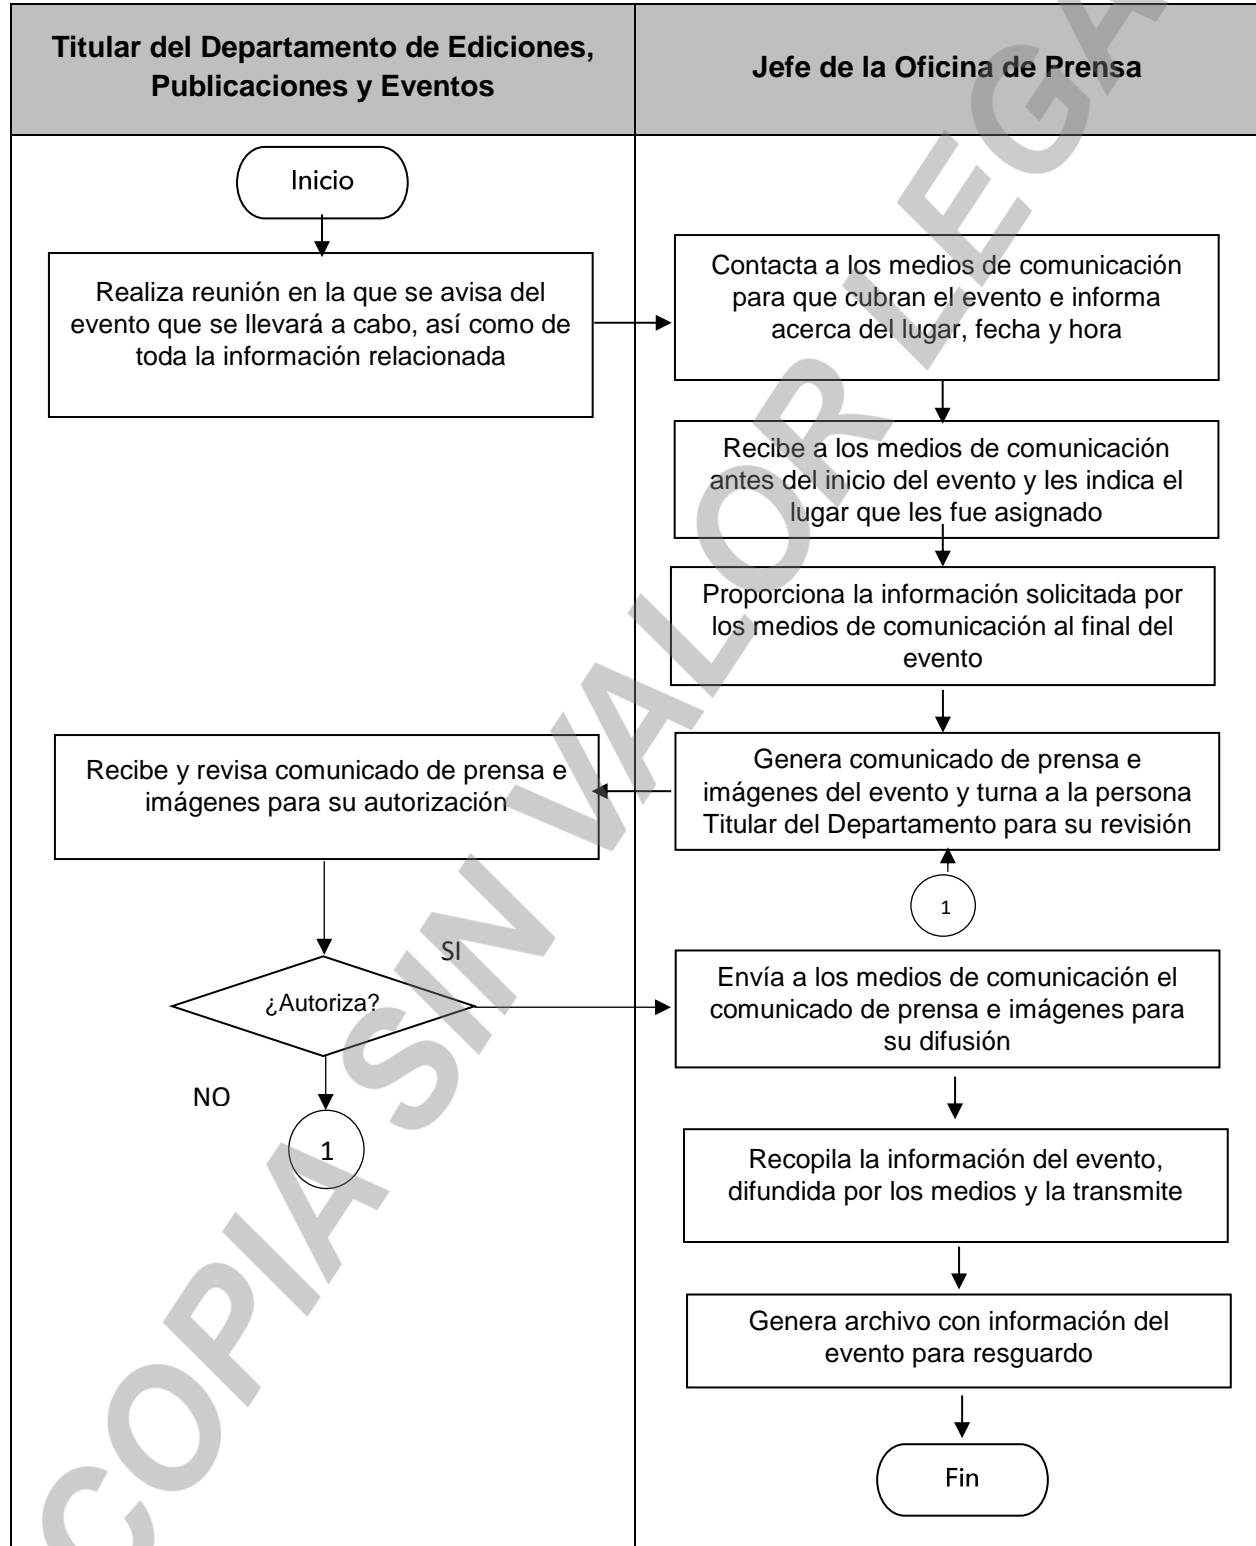 Titular del Departamento de Ediciones,
Publicaciones y Eventos
Jefe de la Oficina de Prensa
Inicio
Realiza reunión en la que se avisa del
evento que se llevará a cabo, así como de
toda la información relacionada
Contacta a los medios de comunicación
para que cubran el evento e informa
acerca del lugar, fecha y hora
Recibe a los medios de comunicación
antes del inicio del evento y les indica el
lugar que les fue asignado
Proporciona la información solicitada por
los medios de comunicación al final del
evento
Genera comunicado de prensa e
imágenes del evento y turna a la persona
Titular del Departamento para su revisión
Recibe y revisa comunicado de prensa e
imágenes para su autorización
1
¿Autoriza?
SI
NO
1
Envía a los medios de comunicación el
comunicado de prensa e imágenes para
su difusión
Recopila la información del evento,
difundida por los medios y la transmite
Genera archivo con información del
evento para resguardo
Fin
COPIA SIN VALOR LEGA